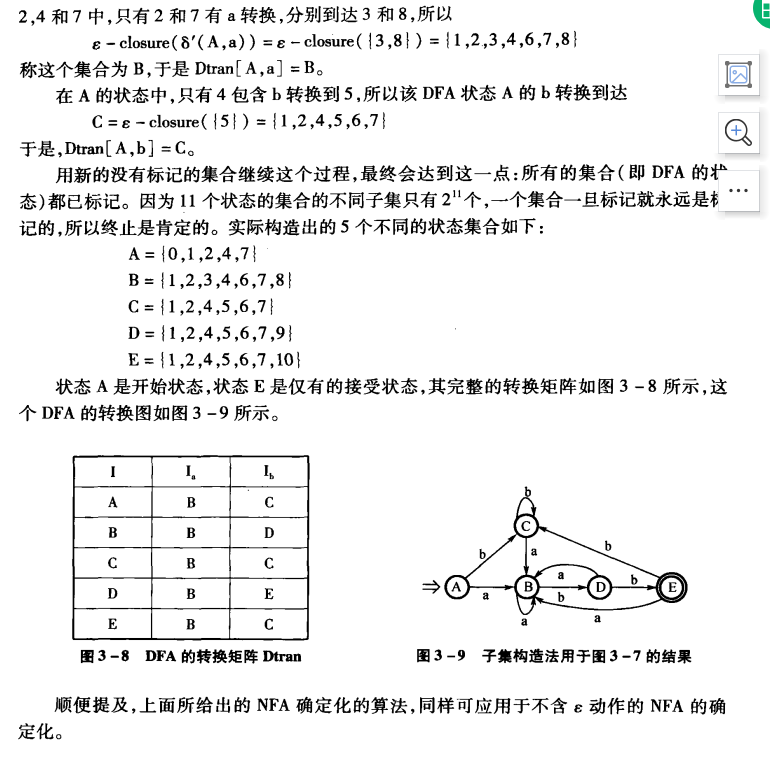 2,4 和 7 中,只有 2 和 7 有 a 转换,分别到达 3 和 8,所以
ε－closure(δ′(A,a)) = ε－closure({3,8}) = {1,2,3,4,6,7,8}
称这个集合为 B,于是 Dtran[A,a] = B。
在 A 的状态中,只有 4 包含 b 转换到 5,所以该 DFA 状态 A 的 b 转换到达
C = ε－closure({5}) = {1,2,4,5,6,7}
于是,Dtran[A,b] = C。
用新的没有标记的集合继续这个过程,最终会达到这一点:所有的集合(即 DFA 的状
态)都已标记。因为 11 个状态的集合的不同子集只有 2¹¹个,一个集合一旦标记就永远是标
记的,所以终止是肯定的。实际构造出的 5 个不同的状态集合如下:
A = {0,1,2,4,7}
B = {1,2,3,4,6,7,8}
C = {1,2,4,5,6,7}
D = {1,2,4,5,6,7,9}
E = {1,2,4,5,6,7,10}
状态 A 是开始状态,状态 E 是仅有的接受状态,其完整的转换矩阵如图 3－8 所示,这
个 DFA 的转换图如图 3－9 所示。
I Iₐ I_b
A B C
B B D
C B C
D B E
E B C
图 3－8 DFA 的转换矩阵 Dtran
b
C
b a b
a b
⇒ A a B b D E
a a
图 3－9 子集构造法用于图 3－7 的结果
顺便提及,上面所给出的 NFA 确定化的算法,同样可应用于不含 ε 动作的 NFA 的确
定化。